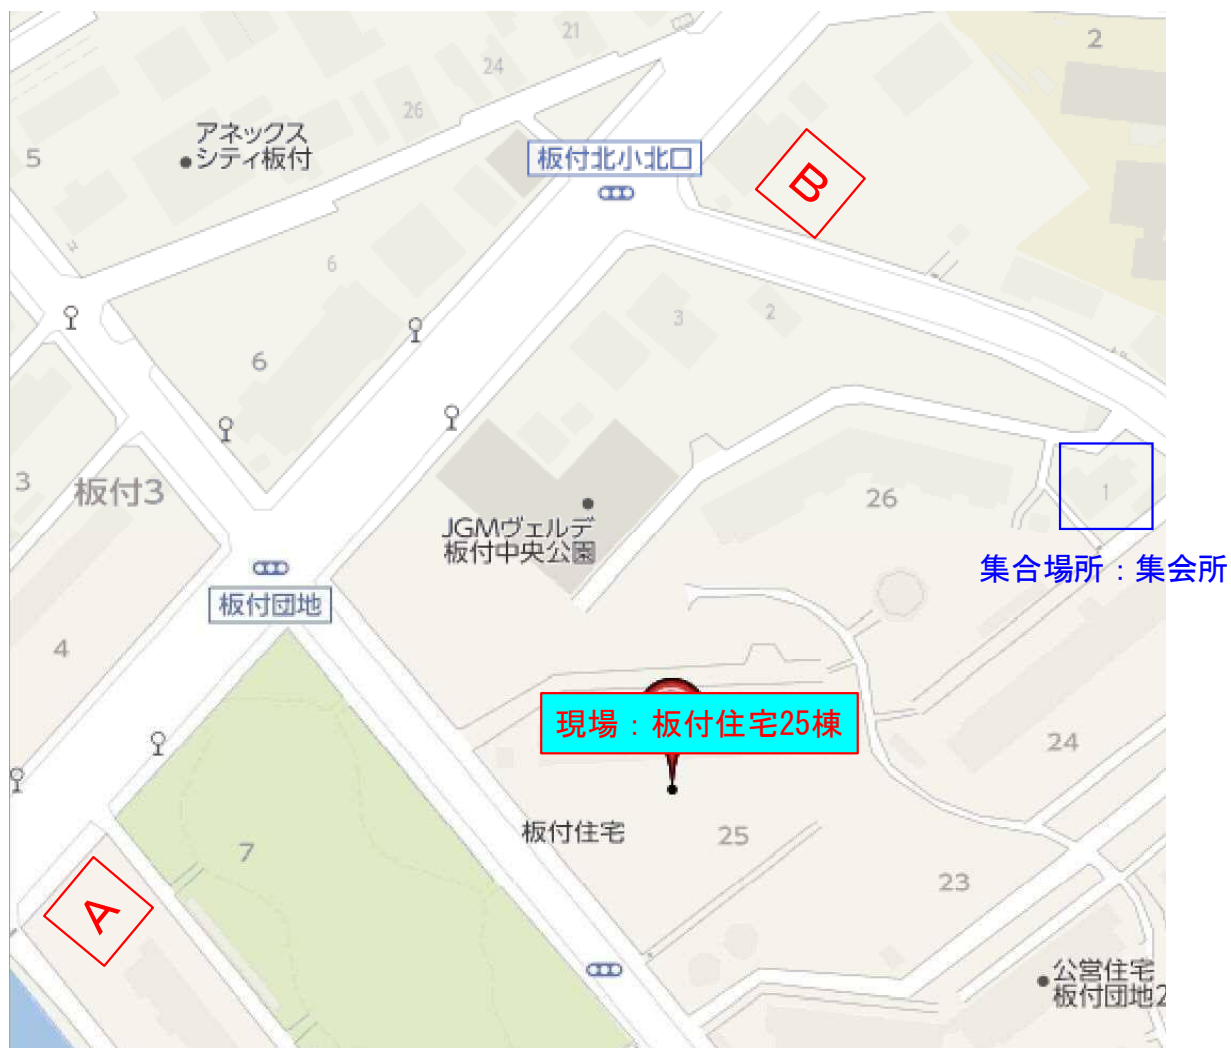 21
2
24
26
アネックス
シティ板付
5
板付北小北口
B
6
3
2
6
3
板付3
26
1
JGMヴェルデ
板付中央公園
集合場所：集会所
板付団地
4
現場：板付住宅25棟
24
板付住宅
25
7
23
A
公営住宅
板付団地2